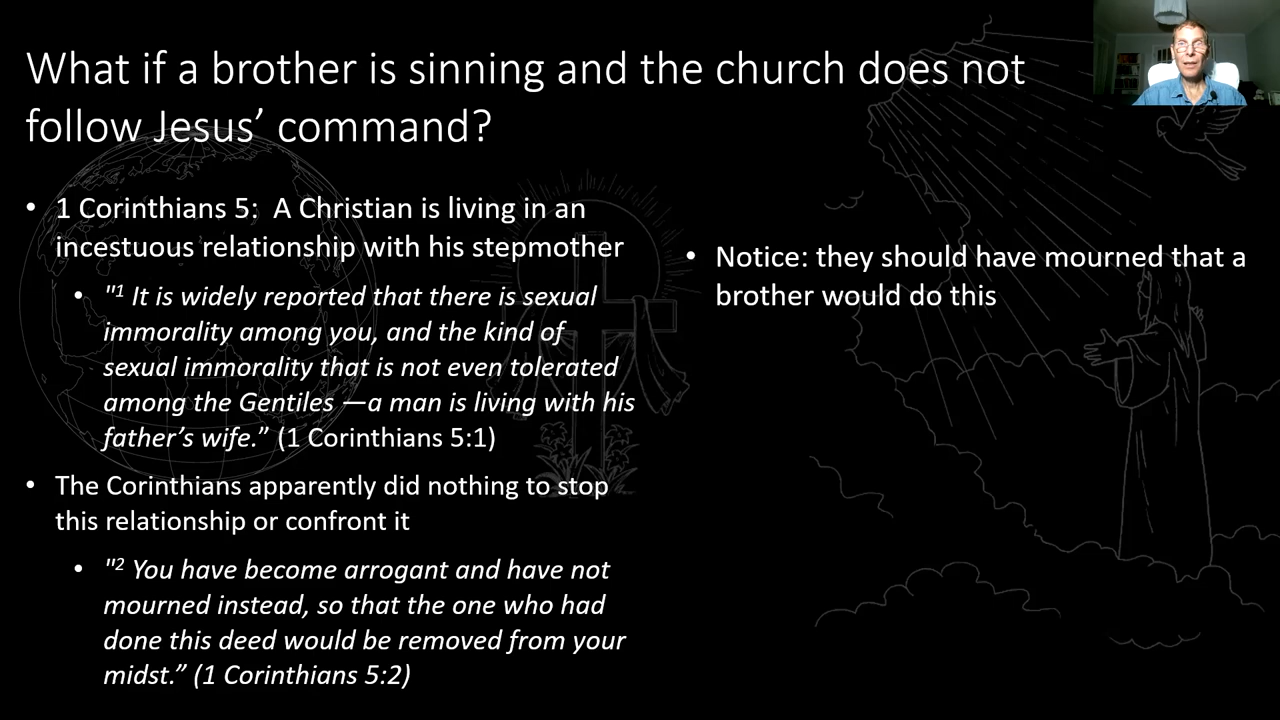 What if a brother is sinning and the church does not
follow Jesus’ command?
• 1 Corinthians 5:  A Christian is living in an
incestuous relationship with his stepmother
• "1 It is widely reported that there is sexual
immorality among you, and the kind of
sexual immorality that is not even tolerated
among the Gentiles —a man is living with his
father’s wife.” (1 Corinthians 5:1)
• The Corinthians apparently did nothing to stop
this relationship or confront it
• "2 You have become arrogant and have not
mourned instead, so that the one who had
done this deed would be removed from your
midst.” (1 Corinthians 5:2)
• Notice: they should have mourned that a
brother would do this